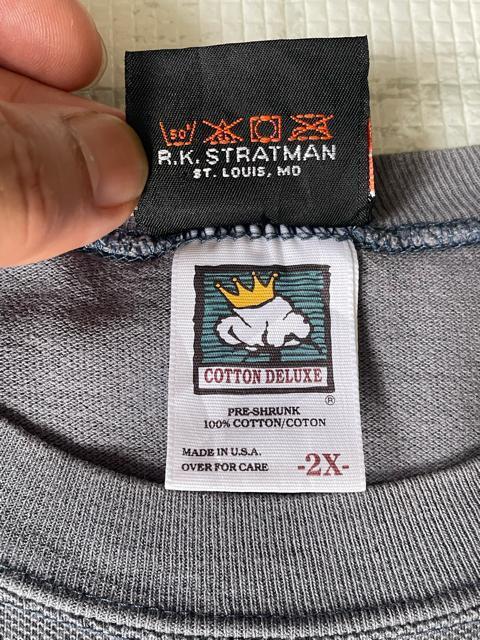 50°
R.K. STRATMAN
ST. LOUIS, MO
COTTON DELUXE
®
PRE-SHRUNK
100% COTTON/COTON
MADE IN U.S.A.
OVER FOR CARE -2X-